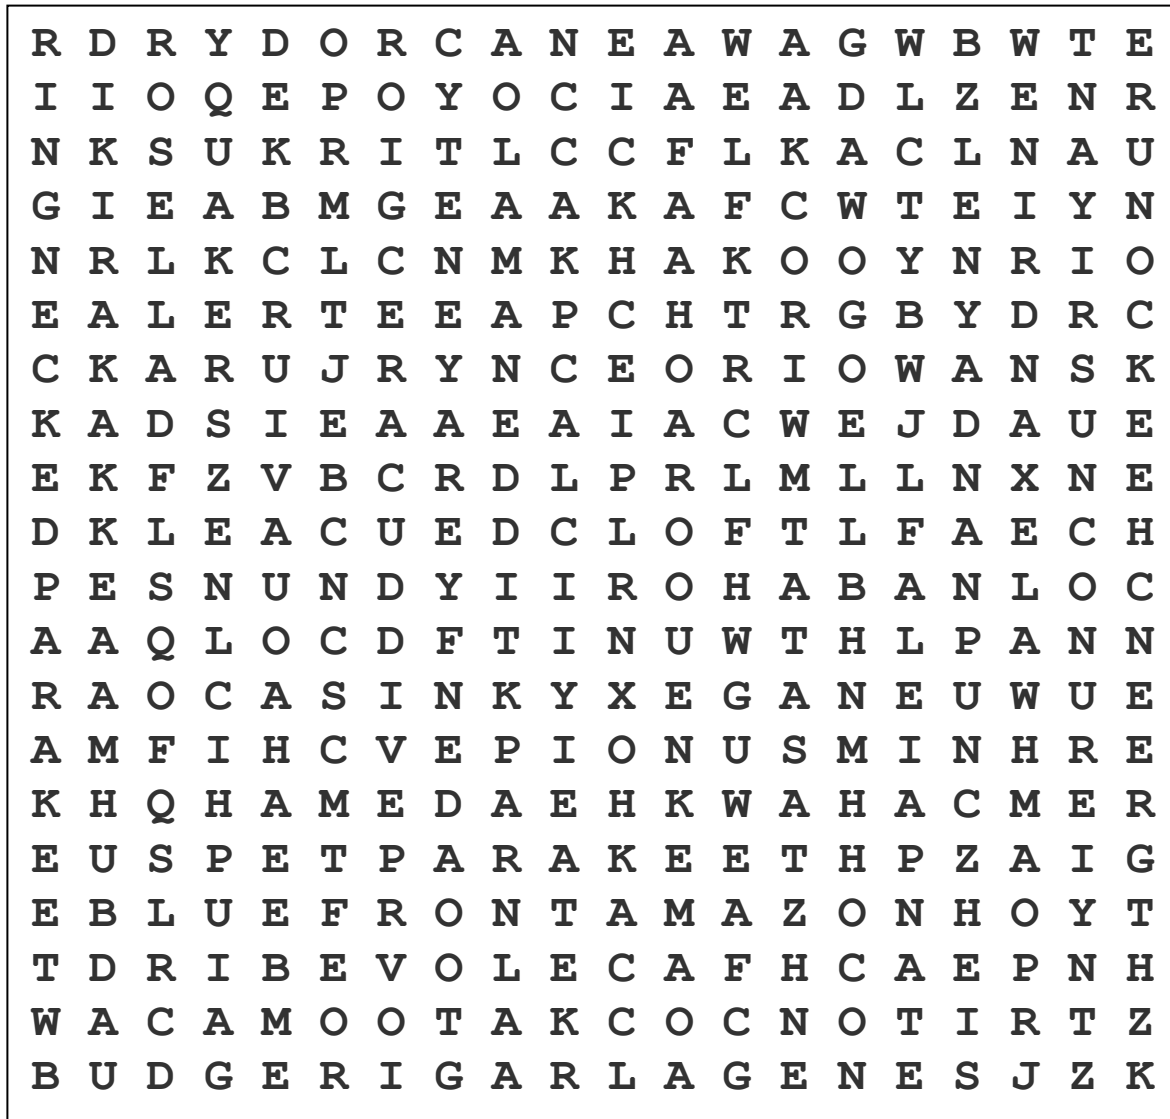 R D R Y D O R C A N E A W A G W B W T E
I I O Q E P O Y O C I A E A D L Z E N R
N K S U K R I T L C C F L K A C L N A U
G I E A B M G E A A K A F C W T E I Y N
N R L K C L C N M K H A K O O Y N R I O
E A L E R T E E A P C H T R G B Y D R C
C K A R U J R Y N C E O R I O W A N S K
K A D S I E A A E A I A C W E J D A U E
E K F Z V B C R D L P R L M L L N X N E
D K L E A C U E D C L O F T L F A E C H
P E S N U N D Y I I R O H A B A N L O C
A A Q L O C D F T I N U W T H L P A N N
R A O C A S I N K Y X E G A N E U W U E
A M F I H C V E P I O N U S M I N H R E
K H Q H A M E D A E H K W A H A C M E R
E U S P E T P A R A K E E T H P Z A I G
E B L U E F R O N T A M A Z O N H O Y T
T D R I B E V O L E C A F H C A E P N H
W A C A M O O T A K C O C N O T I R T Z
B U D G E R I G A R L A G E N E S J Z K